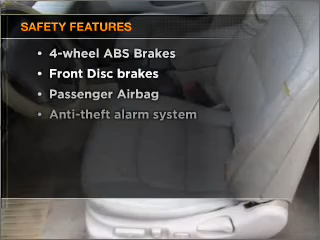 SAFETY FEATURES
• 4-wheel ABS Brakes
• Front Disc brakes
• Passenger Airbag
• Anti-theft alarm system